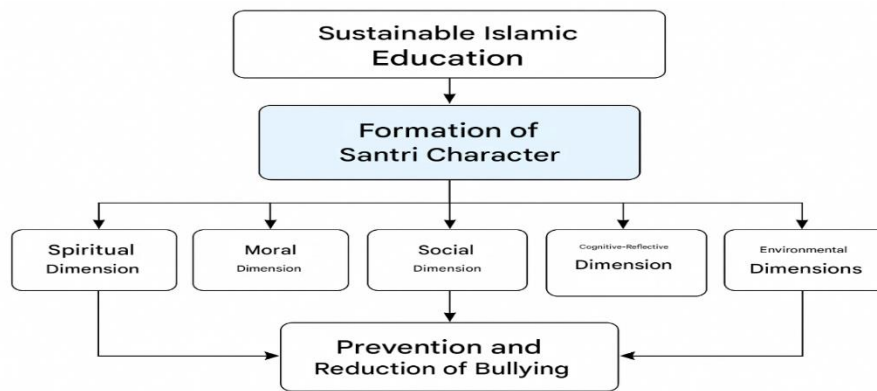 Sustainable Islamic
Education
Formation of
Santri Character
Spiritual
Dimension
Moral
Dimension
Social
Dimension
Cognitive-Reflective
Dimension
Environmental
Dimensions
Prevention and
Reduction of Bullying